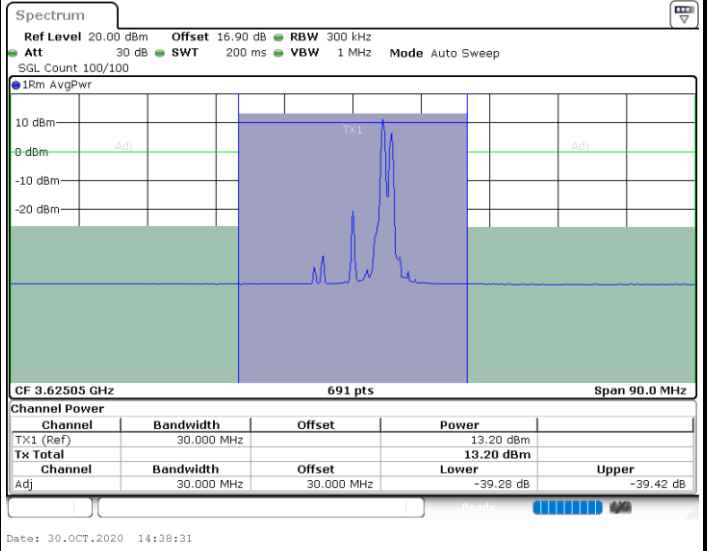 Spectrum
Ref Level 20.00 dBm Offset 16.90 dB RBW 300 kHz
Att 30 dB SWT 200 ms VBW 1 MHz Mode Auto Sweep
SGL Count 100/100
1Rm AvgPwr
10 dBm
TX1
Adj
Adj
0 dBm
-10 dBm
-20 dBm
CF 3.62505 GHz 691 pts Span 90.0 MHz
Channel Power
Channel Bandwidth Offset Power
TX1 (Ref) 30.000 MHz 13.20 dBm
Tx Total 13.20 dBm
Channel Bandwidth Offset Lower Upper
Adj 30.000 MHz 30.000 MHz -39.28 dB -39.42 dB
Ready
Date: 30.OCT.2020 14:38:31